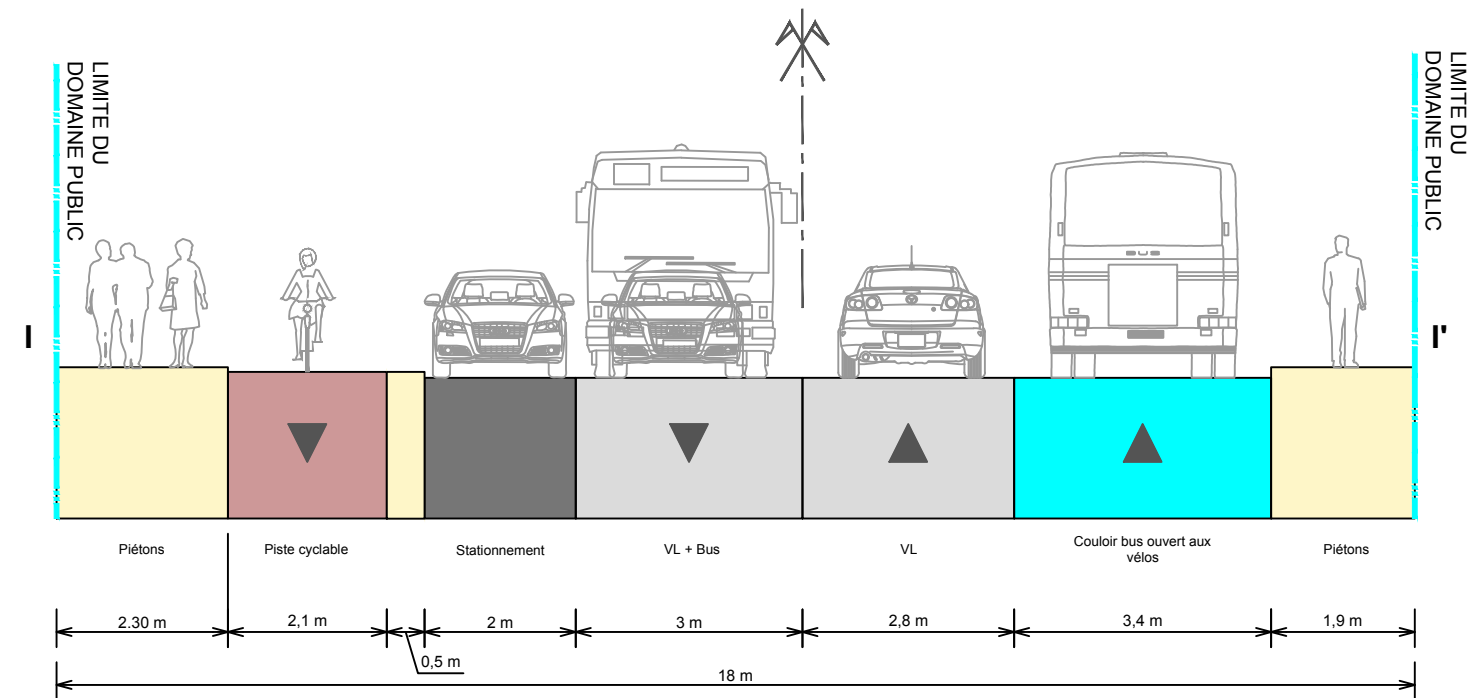 LIMITE DU
DOMAINE PUBLIC
LIMITE DU
DOMAINE PUBLIC
I
I'
Piétons
Piste cyclable
Stationnement
VL + Bus
VL
Couloir bus ouvert aux
vélos
Piétons
2.30 m
2,1 m
2 m
3 m
2,8 m
3,4 m
1,9 m
0,5 m
18 m